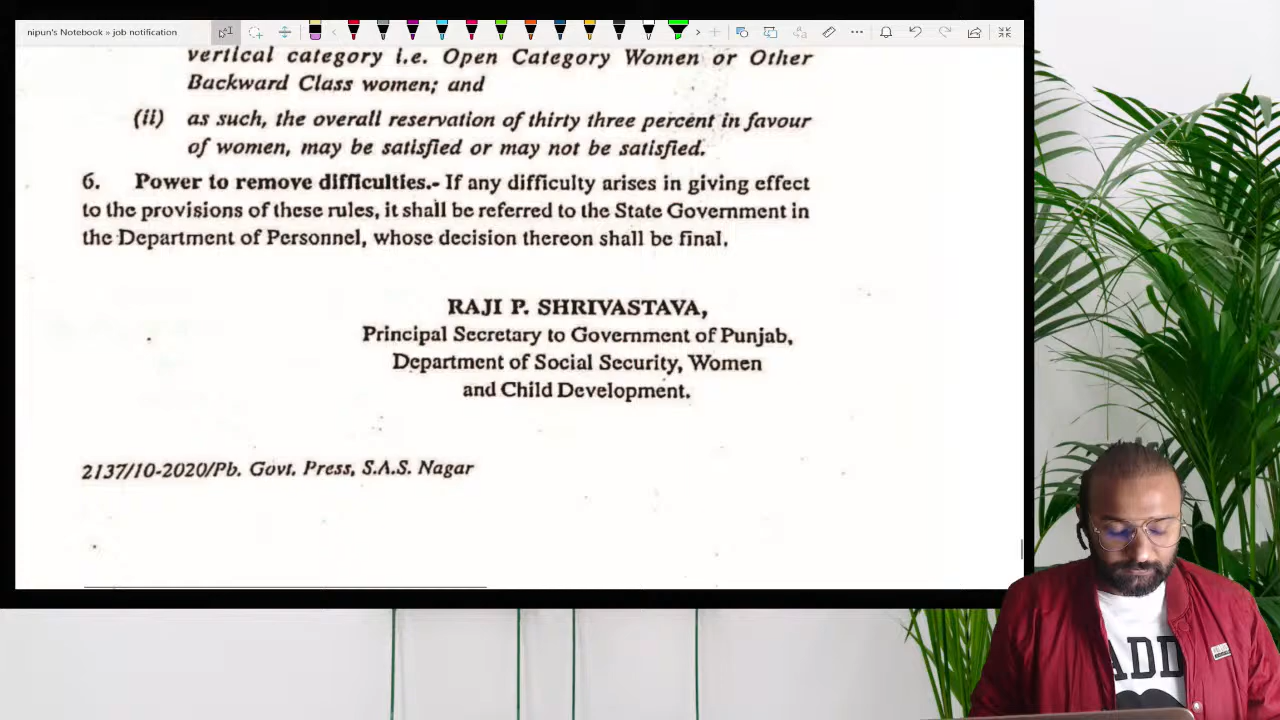 nipun's Notebook » job notification
vertical category i.e. Open Category Women or Other
Backward Class women; and
(ii) as such, the overall reservation of thirty three percent in favour
of women, may be satisfied or may not be satisfied.
6. Power to remove difficulties.- If any difficulty arises in giving effect
to the provisions of these rules, it shall be referred to the State Government in
the Department of Personnel, whose decision thereon shall be final.
RAJI P. SHRIVASTAVA,
Principal Secretary to Government of Punjab,
Department of Social Security, Women
and Child Development.
2137/10-2020/Pb. Govt. Press, S.A.S. Nagar
ADD